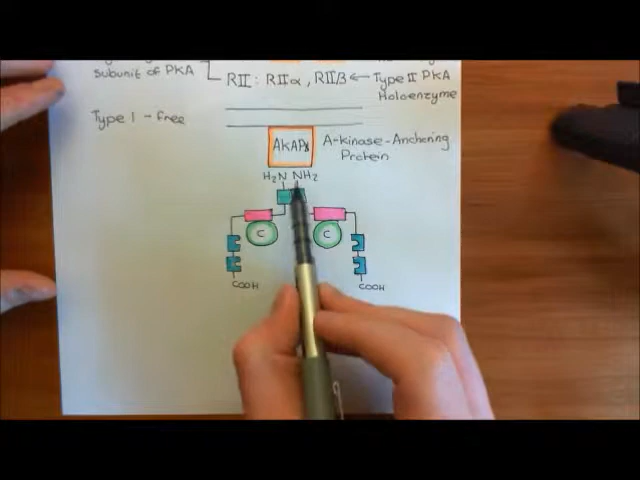 subunit of PKA
RII : RIIα , RIIβ ← Type II PKA
Holoenzyme
Type I - free
AKAPs
A-kinase-Anchoring
Protein
H₂N NH₂
C
C
COOH
COOH